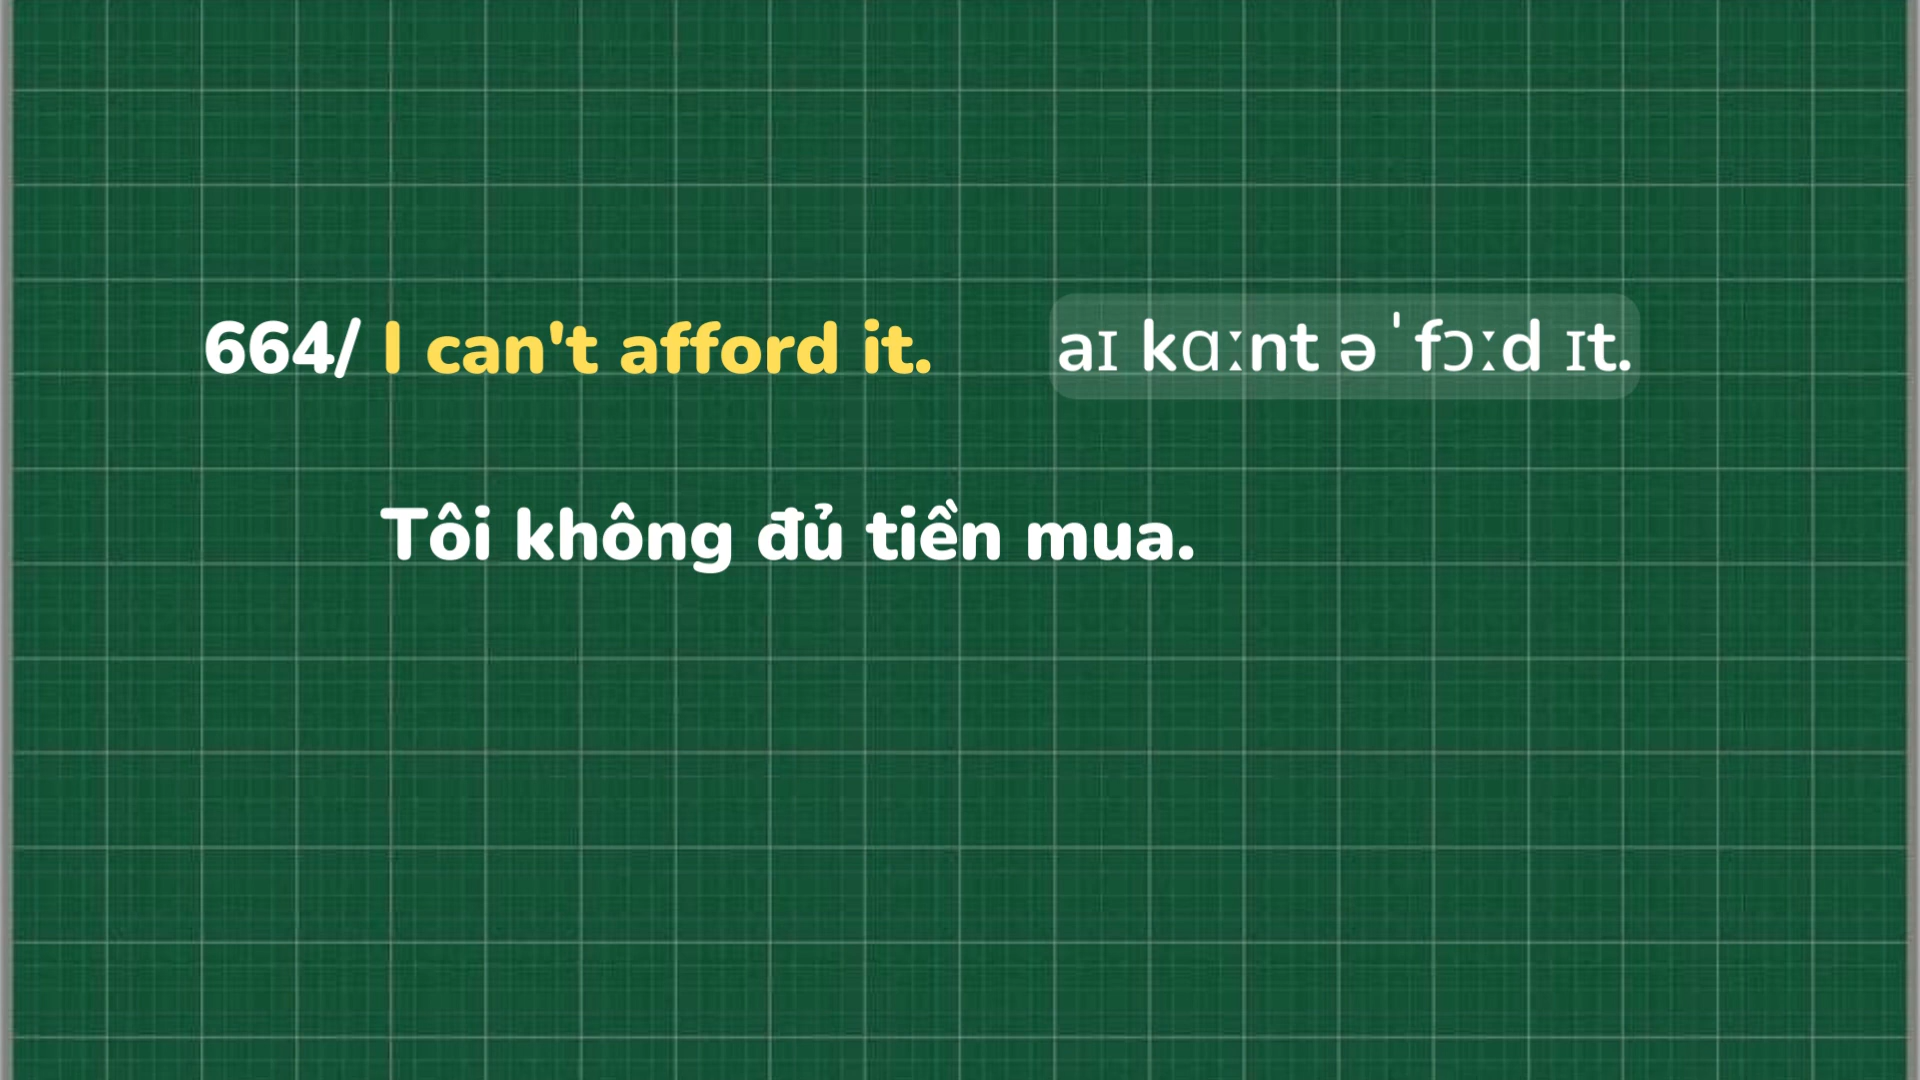 664/ I can't afford it. aɪ kɑːnt əˈfɔːd ɪt.
Tôi không đủ tiền mua.